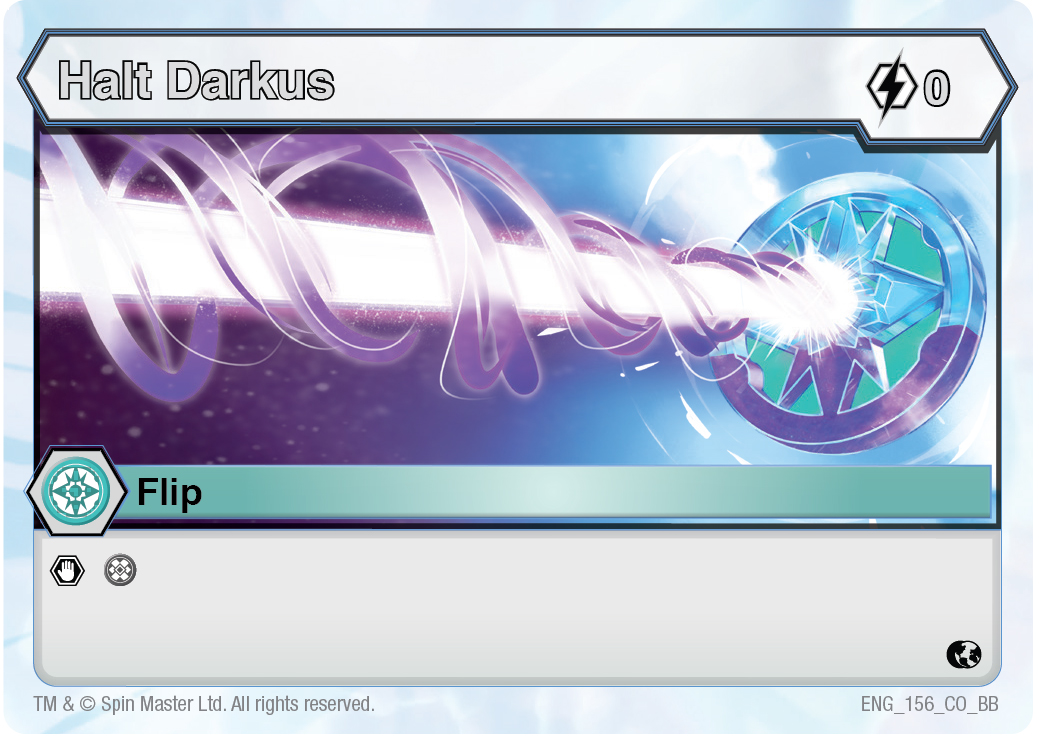 Halt Darkus
0
Flip
TM & © Spin Master Ltd. All rights reserved.
ENG_156_CO_BB